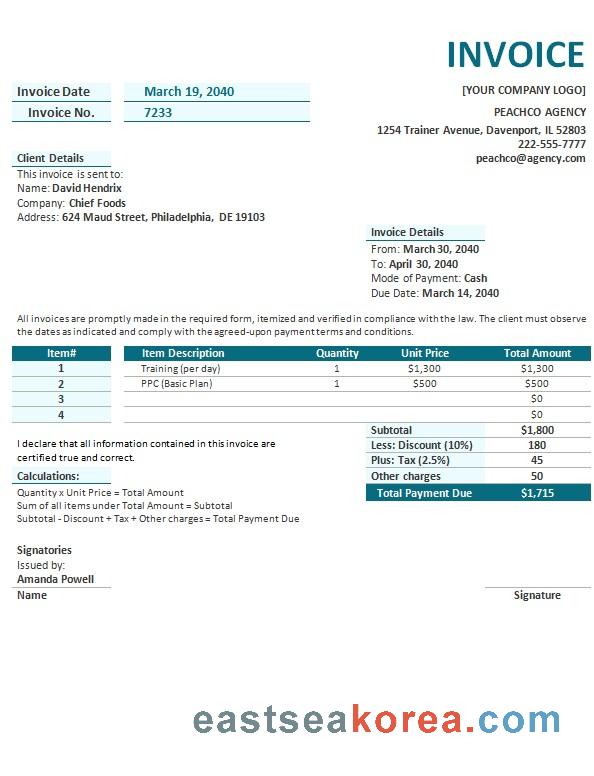 INVOICE
Invoice Date March 19, 2040
Invoice No. 7233
[YOUR COMPANY LOGO]
PEACHCO AGENCY
1254 Trainer Avenue, Davenport, IL 52803
222-555-7777
peachco@agency.com
Client Details
This invoice is sent to:
Name: David Hendrix
Company: Chief Foods
Address: 624 Maud Street, Philadelphia, DE 19103
Invoice Details
From: March 30, 2040
To: April 30, 2040
Mode of Payment: Cash
Due Date: March 14, 2040
All invoices are promptly made in the required form, itemized and verified in compliance with the law. The client must observe
the dates as indicated and comply with the agreed-upon payment terms and conditions.
Item# Item Description Quantity Unit Price Total Amount
1 Training (per day) 1 $1,300 $1,300
2 PPC (Basic Plan) 1 $500 $500
3 $0
4 $0
Subtotal $1,800
Less: Discount (10%) 180
Plus: Tax (2.5%) 45
Other charges 50
Total Payment Due $1,715
I declare that all information contained in this invoice are
certified true and correct.
Calculations:
Quantity x Unit Price = Total Amount
Sum of all items under Total Amount = Subtotal
Subtotal - Discount + Tax + Other charges = Total Payment Due
Signatories
Issued by:
Amanda Powell
Name Signature
eastseakorea.com